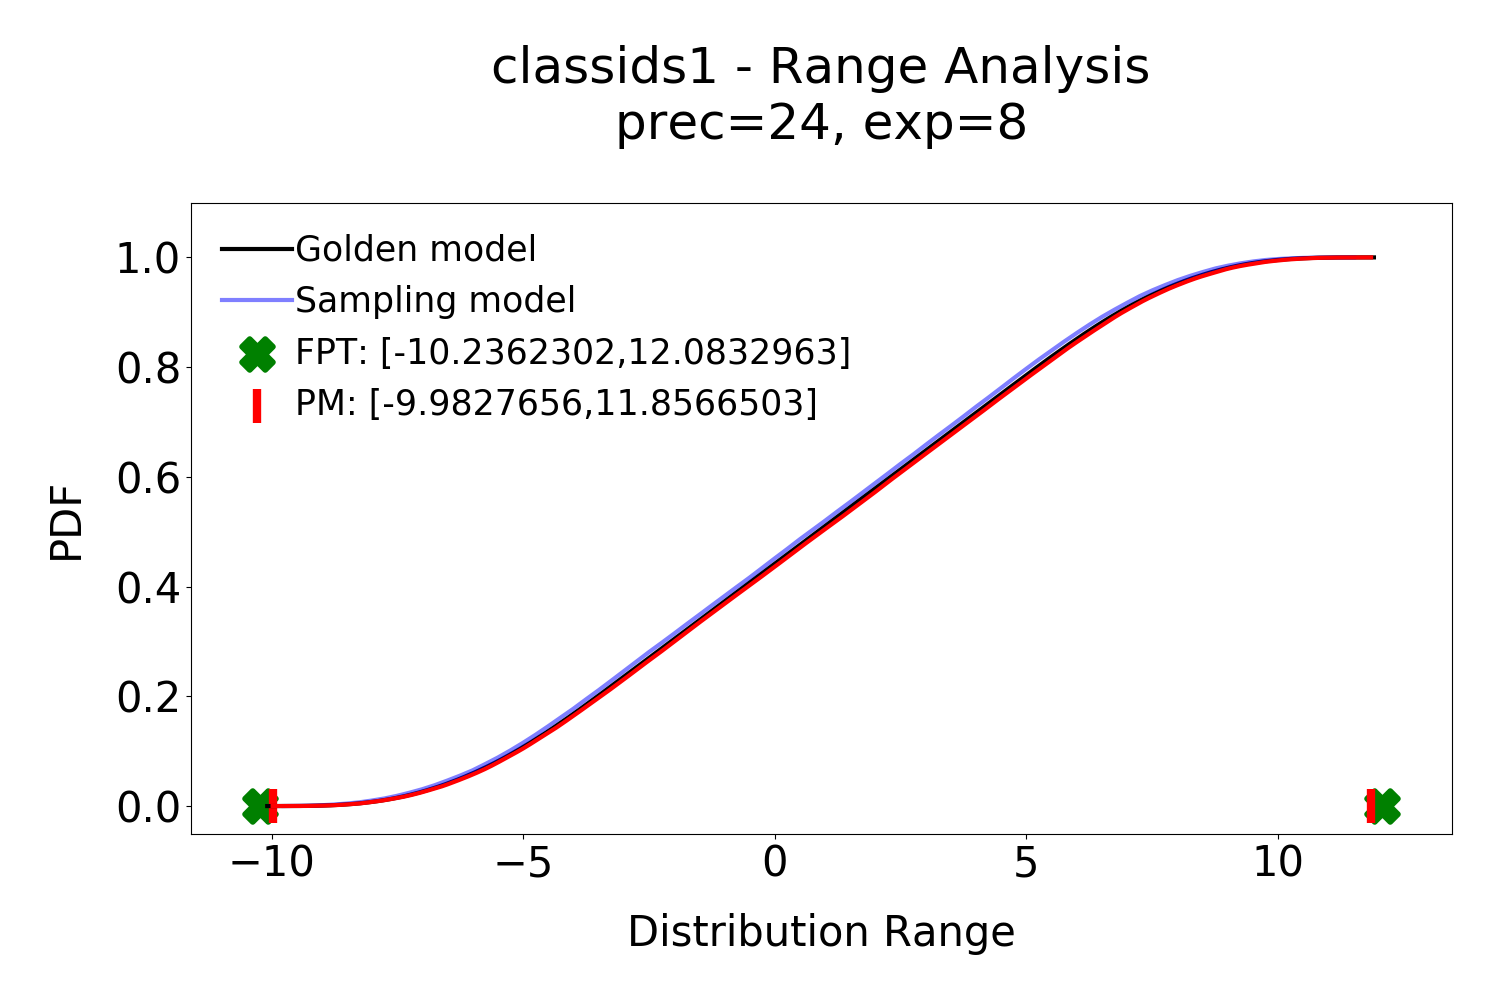 classids1 - Range Analysis
prec=24, exp=8
Golden model
Sampling model
FPT: [-10.2362302,12.0832963]
PM: [-9.9827656,11.8566503]
1.0
0.8
0.6
0.4
0.2
0.0
PDF
−10
−5
0
5
10
Distribution Range